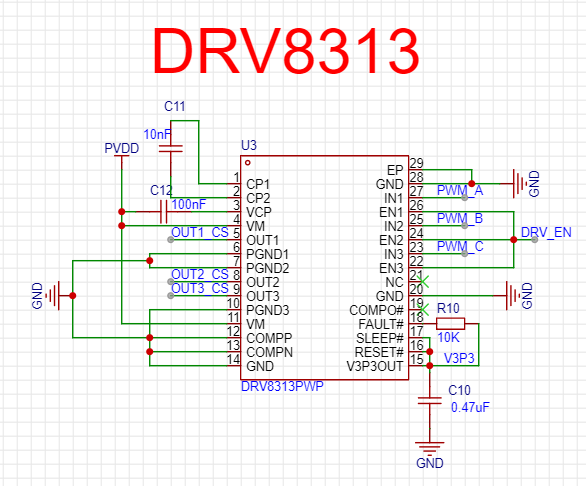 DRV8313
C11
10nF
U3
PVDD
C12
100nF
1 CP1
2 CP2
3 VCP
4 VM
OUT1_CS 5 OUT1
6 PGND1
7 PGND2
OUT2_CS 8 OUT2
OUT3_CS 9 OUT3
10 PGND3
11 VM
12 COMPP
13 COMPN
14 GND
GND
EP 29
GND 28
GND
IN1 27 PWM_A
EN1 26
IN2 25 PWM_B
EN2 24 DRV_EN
IN3 23 PWM_C
EN3 22
NC 21
GND 20
GND
COMPO# 19
FAULT# 18 R10
10K
SLEEP# 17
RESET# 16
V3P3OUT 15 V3P3
DRV8313PWP
C10
0.47uF
GND